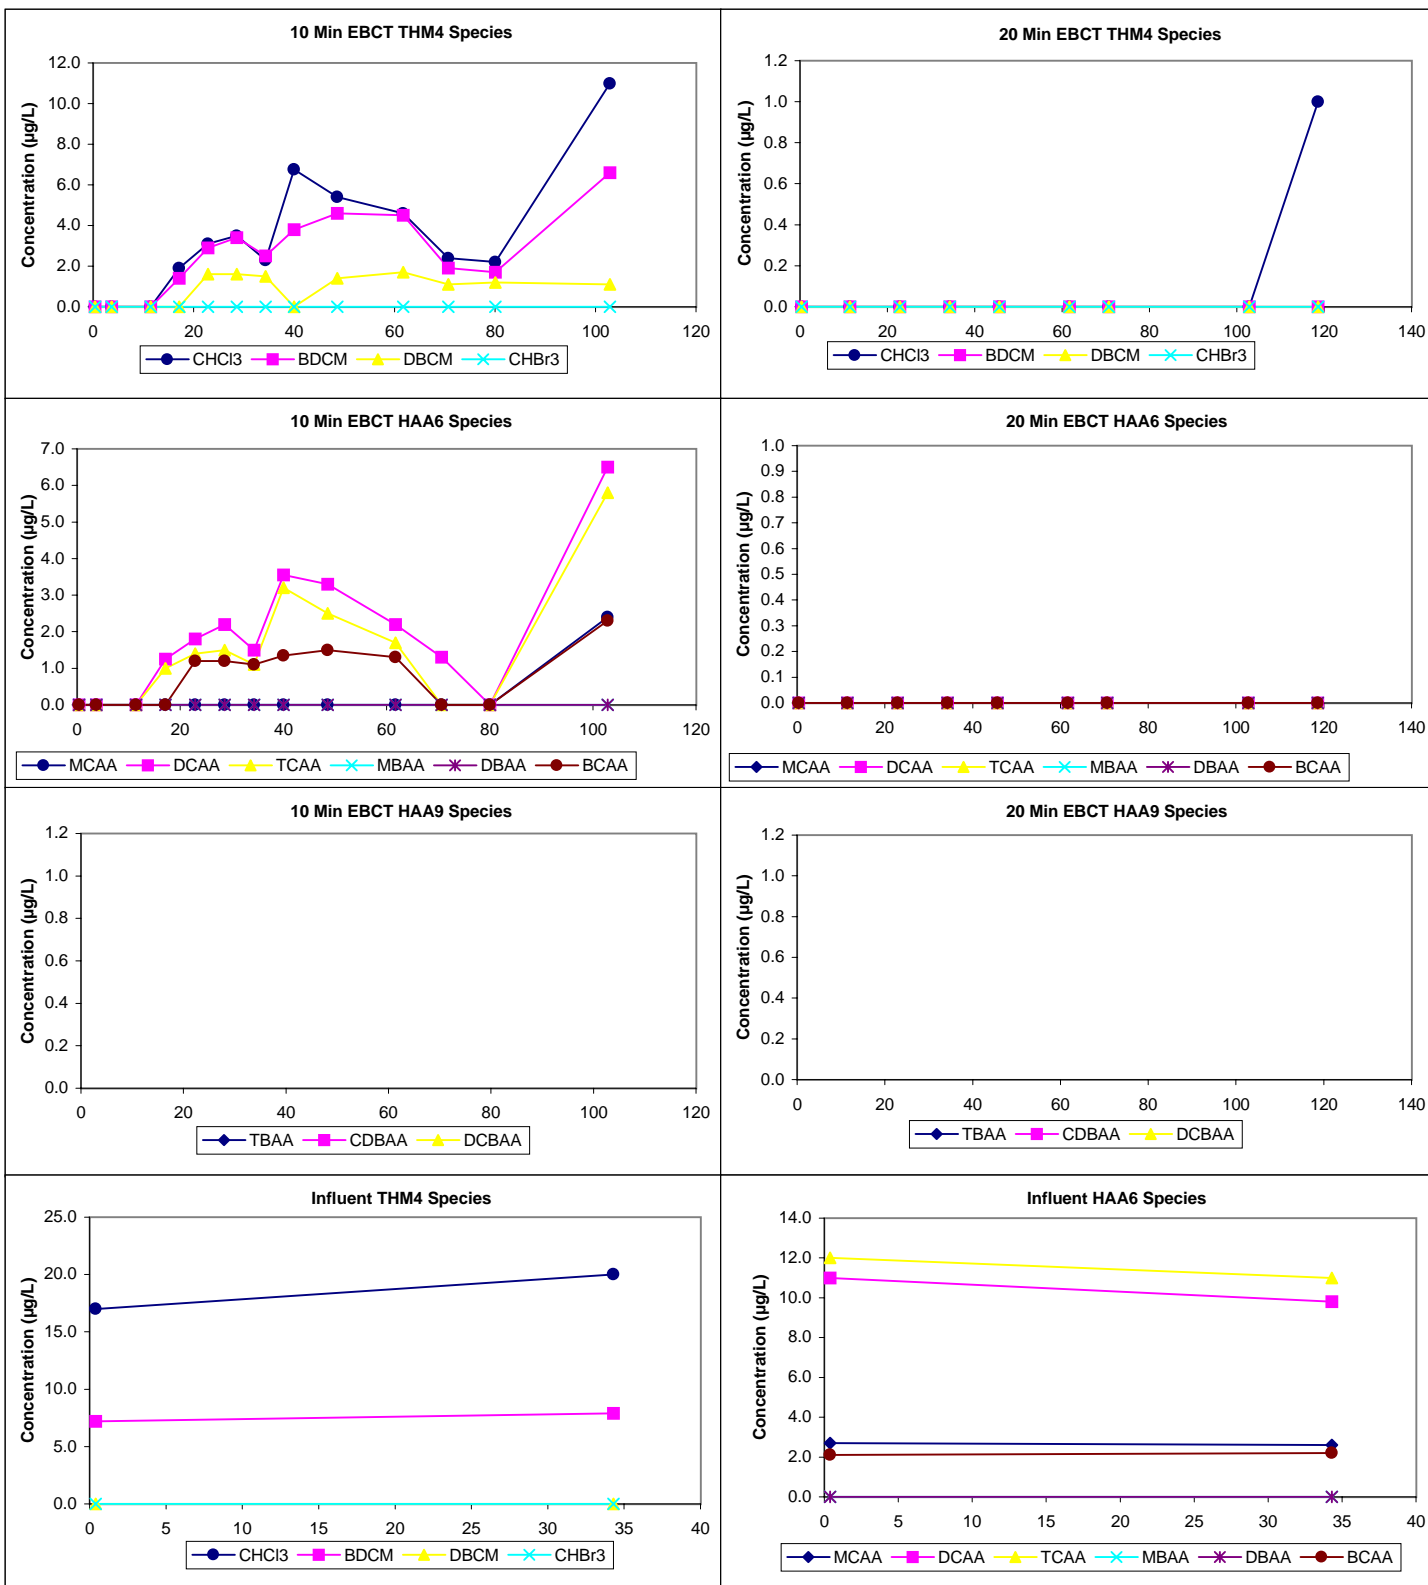 10 Min EBCT THM4 Species
Concentration (µg/L)
12.0
10.0
8.0
6.0
4.0
2.0
0.0
0 20 40 60 80 100 120
CHCl3 BDCM DBCM CHBr3
20 Min EBCT THM4 Species
Concentration (µg/L)
1.2
1.0
0.8
0.6
0.4
0.2
0.0
0 20 40 60 80 100 120 140
CHCl3 BDCM DBCM CHBr3
10 Min EBCT HAA6 Species
Concentration (µg/L)
7.0
6.0
5.0
4.0
3.0
2.0
1.0
0.0
0 20 40 60 80 100 120
MCAA DCAA TCAA MBAA DBAA BCAA
20 Min EBCT HAA6 Species
Concentration (µg/L)
1.0
0.9
0.8
0.7
0.6
0.5
0.4
0.3
0.2
0.1
0.0
0 20 40 60 80 100 120 140
MCAA DCAA TCAA MBAA DBAA BCAA
10 Min EBCT HAA9 Species
Concentration (µg/L)
1.2
1.0
0.8
0.6
0.4
0.2
0.0
0 20 40 60 80 100 120
TBAA CDBAA DCBAA
20 Min EBCT HAA9 Species
Concentration (µg/L)
1.2
1.0
0.8
0.6
0.4
0.2
0.0
0 20 40 60 80 100 120 140
TBAA CDBAA DCBAA
Influent THM4 Species
Concentration (µg/L)
25.0
20.0
15.0
10.0
5.0
0.0
0 5 10 15 20 25 30 35 40
CHCl3 BDCM DBCM CHBr3
Influent HAA6 Species
Concentration (µg/L)
14.0
12.0
10.0
8.0
6.0
4.0
2.0
0.0
0 5 10 15 20 25 30 35 40
MCAA DCAA TCAA MBAA DBAA BCAA